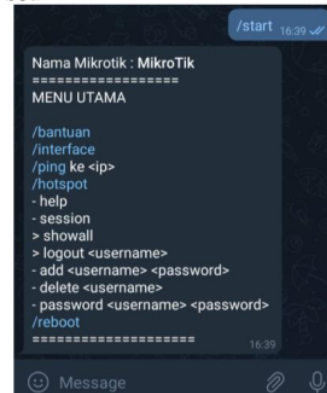 /start 16:39
Nama Mikrotik : MikroTik
==================
MENU UTAMA
/bantuan
/interface
/ping ke <ip>
/hotspot
- help
- session
> showall
> logout <username>
- add <username> <password>
- delete <username>
- password <username> <password>
/reboot
====================
16:39
Message